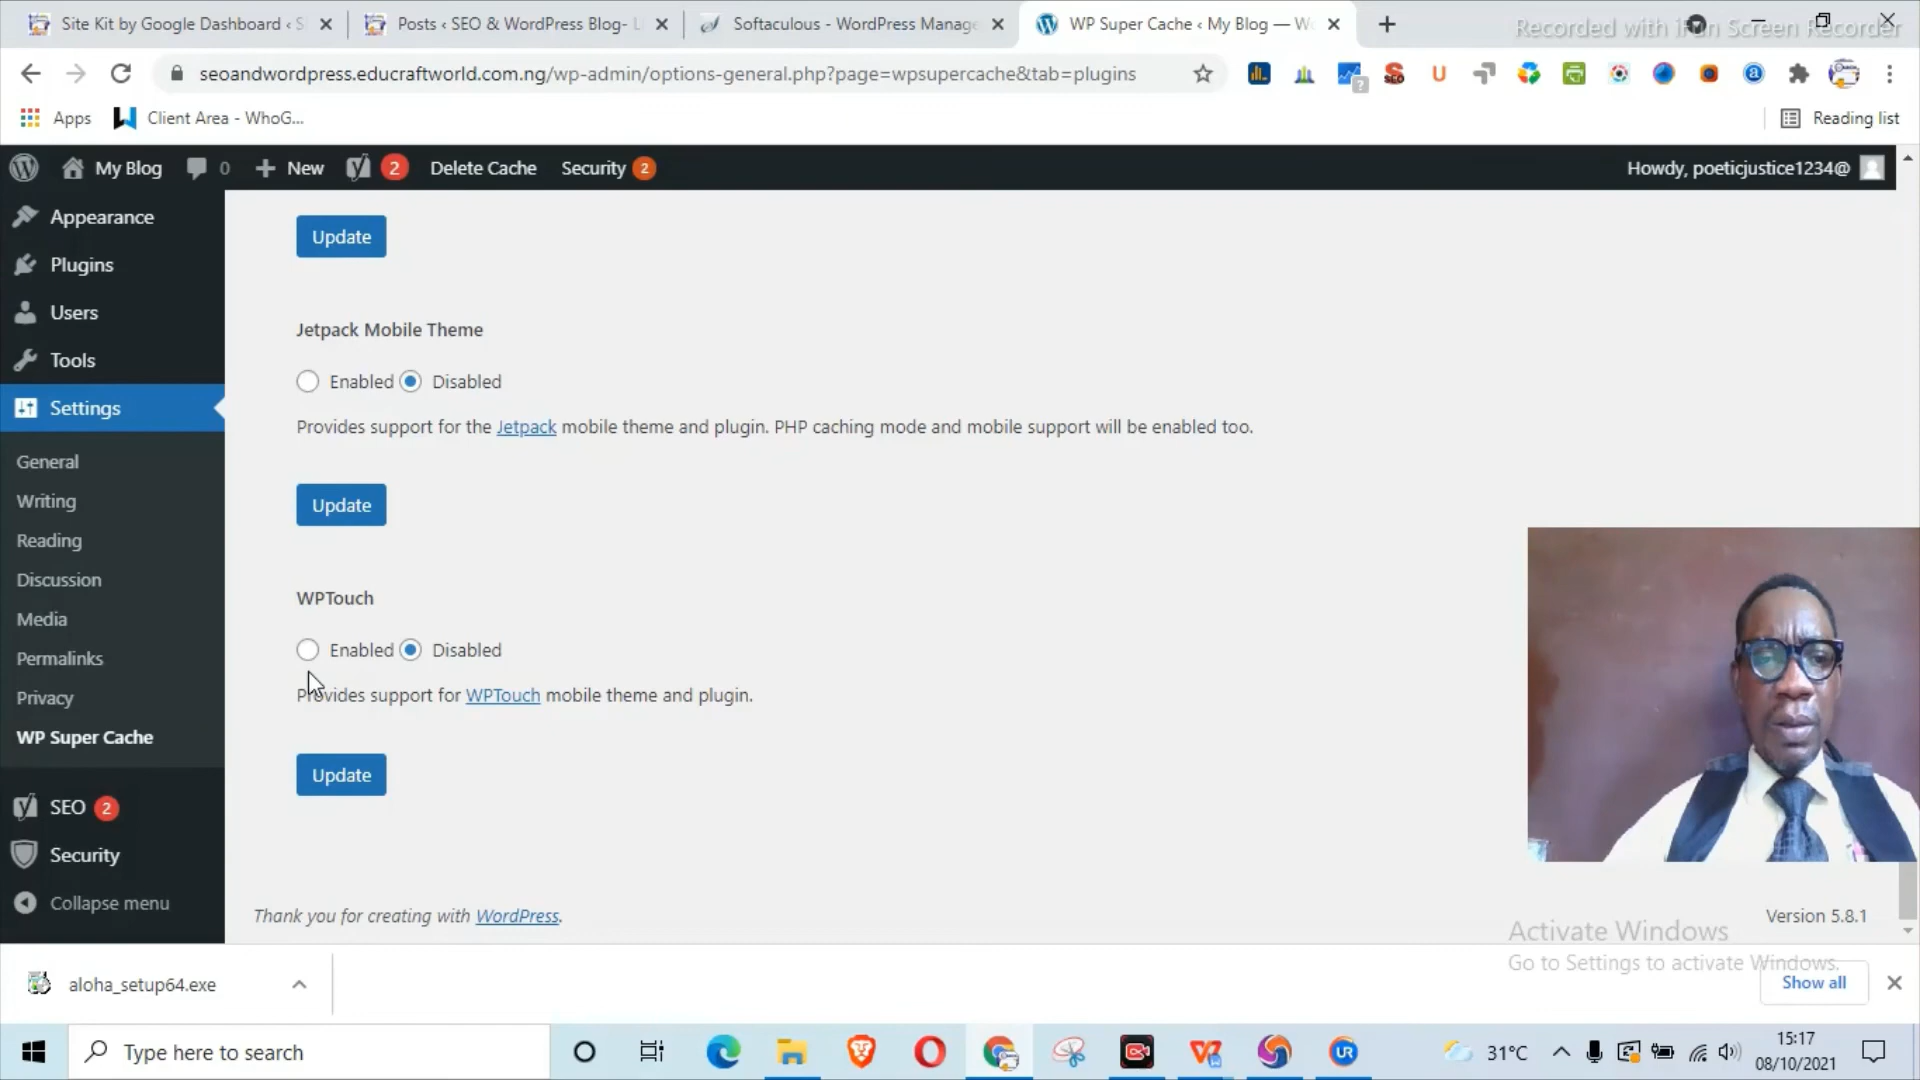 Site Kit by Google Dashboard ‹ S
Posts ‹ SEO & WordPress Blog- L
Softaculous - WordPress Manage
WP Super Cache ‹ My Blog — Wo
Recorded with iFun Screen Recorder
seoandwordpress.educraftworld.com.ng/wp-admin/options-general.php?page=wpsupercache&tab=plugins
Apps
Client Area - WhoG...
Reading list
My Blog
0
New
2
Delete Cache
Security 2
Howdy, poeticjustice1234@
Appearance
Plugins
Users
Tools
Settings
General
Writing
Reading
Discussion
Media
Permalinks
Privacy
WP Super Cache
SEO 2
Security
Collapse menu
Update
Jetpack Mobile Theme
Enabled Disabled
Provides support for the Jetpack mobile theme and plugin. PHP caching mode and mobile support will be enabled too.
Update
WPTouch
Enabled Disabled
Provides support for WPTouch mobile theme and plugin.
Update
Thank you for creating with WordPress.
Version 5.8.1
Activate Windows
Go to Settings to activate Windows.
aloha_setup64.exe
Show all
Type here to search
31°C
15:17
08/10/2021